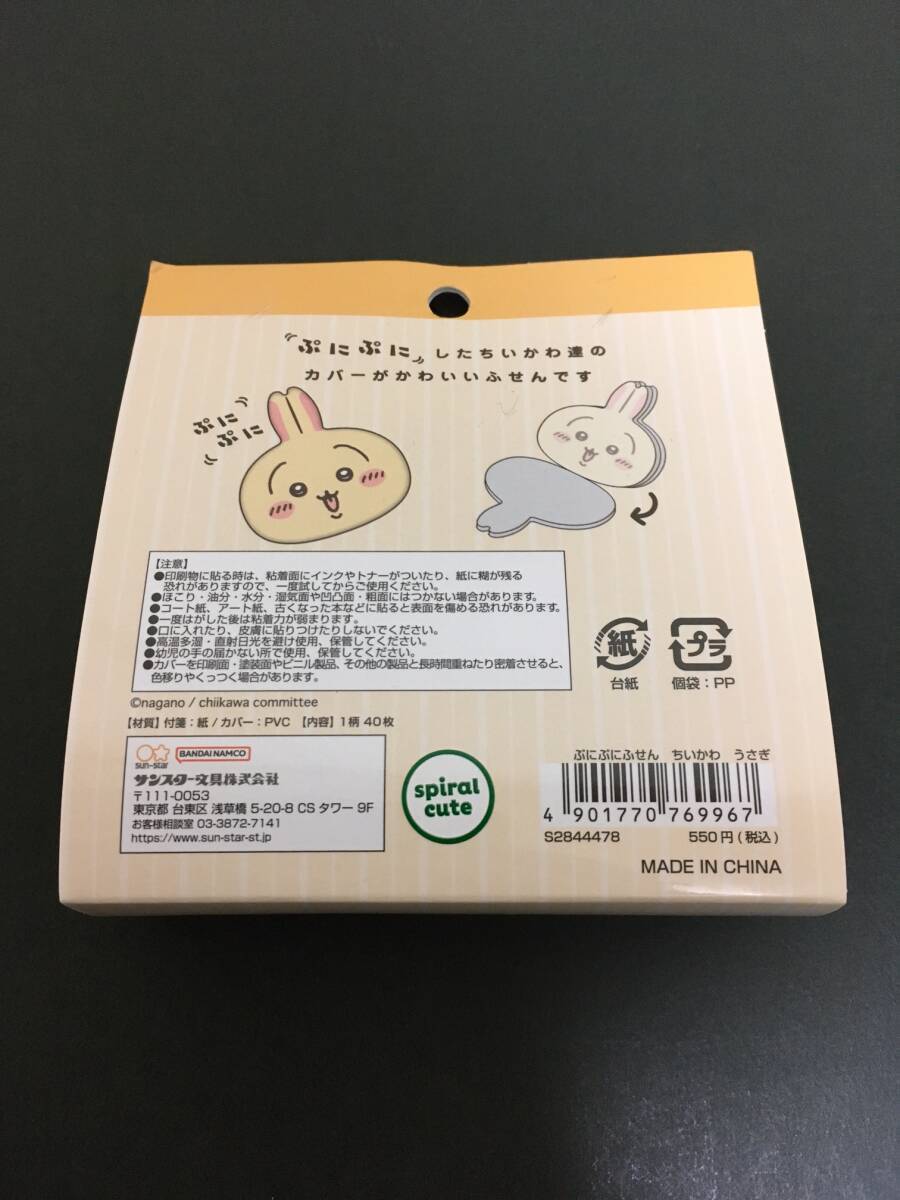 ぷにぷにしたちいかわ達の
カバーがかわいいふせんです
ぷに
ぷに
【注意】
●印刷物に貼る時は、粘着面にインクやトナーがついたり、紙に糊が残る
恐れがありますので、一度試してからご使用ください。
●ほこり・油分・水分・湿気面や凹凸面・粗面にはつかない場合があります。
●コート紙、アート紙、古くなった本などに貼ると表面を傷める恐れがあります。
●一度はがした後は粘着力が弱まります。
●口に入れたり、皮膚に貼りつけたりしないでください。
●高温多湿・直射日光を避け使用、保管してください。
●幼児の手の届かない所で使用、保管してください。
●カバーを印刷面・塗装面やビニル製品、その他の製品と長時間重ねたり密着させると、
色移りやくっつく場合があります。
紙
台紙
プラ
個袋：PP
©nagano / chiikawa committee
【材質】付箋：紙 / カバー：PVC 【内容】1柄 40枚
sun-star
BANDAI NAMCO
サンスター文具株式会社
〒111-0053
東京都 台東区 浅草橋 5-20-8 CS タワー 9F
お客様相談室 03-3872-7141
https://www.sun-star-st.jp
spiral
cute
ぷにぷにふせん ちいかわ うさぎ
4 901770 769967
S2844478 550円(税込)
MADE IN CHINA